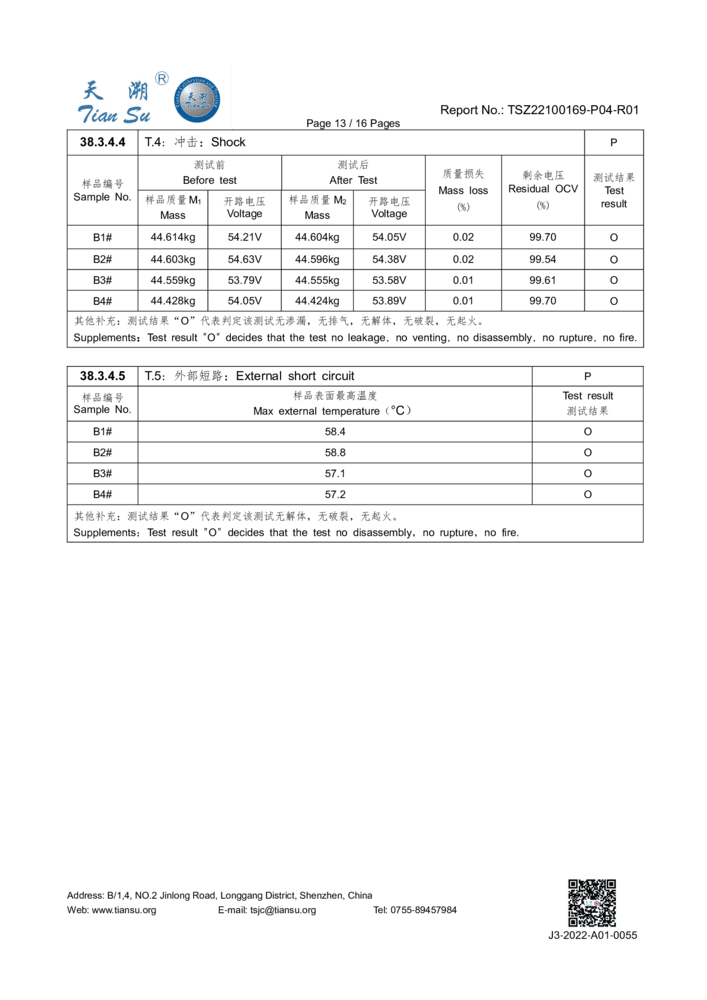 天 溯 ®
Tian Su
天溯
Report No.: TSZ22100169-P04-R01
Page 13 / 16 Pages
38.3.4.4 T.4：冲击：Shock P
样品编号 Sample No. 测试前 Before test 测试后 After Test 质量损失 Mass loss (%) 剩余电压 Residual OCV (%) 测试结果 Test result
样品质量 M₁ Mass 开路电压 Voltage 样品质量 M₂ Mass 开路电压 Voltage
B1# 44.614kg 54.21V 44.604kg 54.05V 0.02 99.70 O
B2# 44.603kg 54.63V 44.596kg 54.38V 0.02 99.54 O
B3# 44.559kg 53.79V 44.555kg 53.58V 0.01 99.61 O
B4# 44.428kg 54.05V 44.424kg 53.89V 0.01 99.70 O
其他补充：测试结果“O”代表判定该测试无渗漏，无排气，无解体，无破裂，无起火。
Supplements：Test result "O" decides that the test no leakage，no venting, no disassembly，no rupture，no fire.
38.3.4.5 T.5：外部短路：External short circuit P
样品编号 Sample No. 样品表面最高温度 Max external temperature（℃） Test result 测试结果
B1# 58.4 O
B2# 58.8 O
B3# 57.1 O
B4# 57.2 O
其他补充：测试结果“O”代表判定该测试无解体，无破裂，无起火。
Supplements：Test result "O" decides that the test no disassembly，no rupture，no fire.
Address: B/1,4, NO.2 Jinlong Road, Longgang District, Shenzhen, China
Web: www.tiansu.org E-mail: tsjc@tiansu.org Tel: 0755-89457984
J3-2022-A01-0055